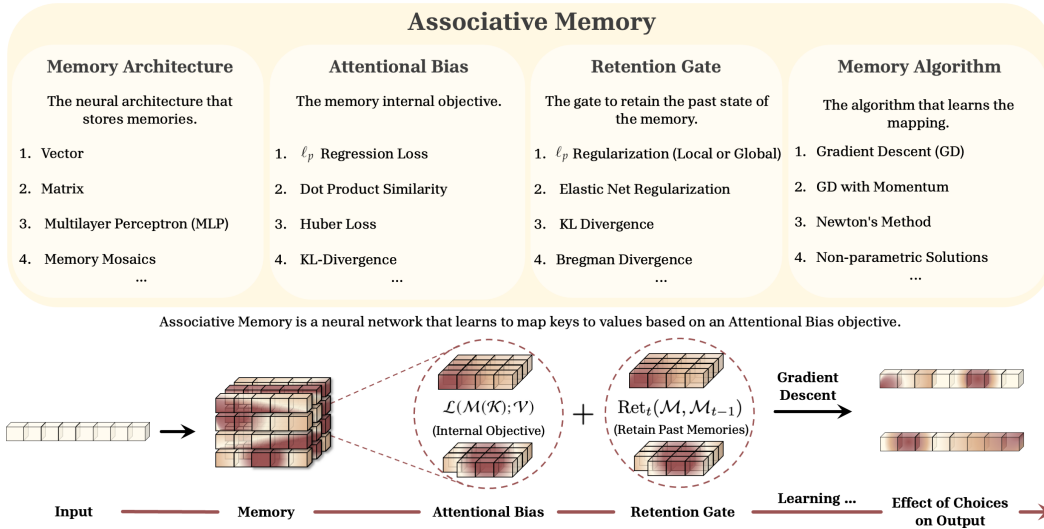 Associative Memory
Memory Architecture
The neural architecture that
stores memories.
1. Vector
2. Matrix
3. Multilayer Perceptron (MLP)
4. Memory Mosaics
...
Attentional Bias
The memory internal objective.
1. ℓp Regression Loss
2. Dot Product Similarity
3. Huber Loss
4. KL-Divergence
...
Retention Gate
The gate to retain the past state of
the memory.
1. ℓp Regularization (Local or Global)
2. Elastic Net Regularization
3. KL Divergence
4. Bregman Divergence
...
Memory Algorithm
The algorithm that learns the
mapping.
1. Gradient Descent (GD)
2. GD with Momentum
3. Newton's Method
4. Non-parametric Solutions
...
Associative Memory is a neural network that learns to map keys to values based on an Attentional Bias objective.
ℒ(ℳ(𝒦); 𝒱)
(Internal Objective)
+
Ret_t(ℳ, ℳ_{t−1})
(Retain Past Memories)
Gradient
Descent
Input
Memory
Attentional Bias
Retention Gate
Learning ...
Effect of Choices
on Output